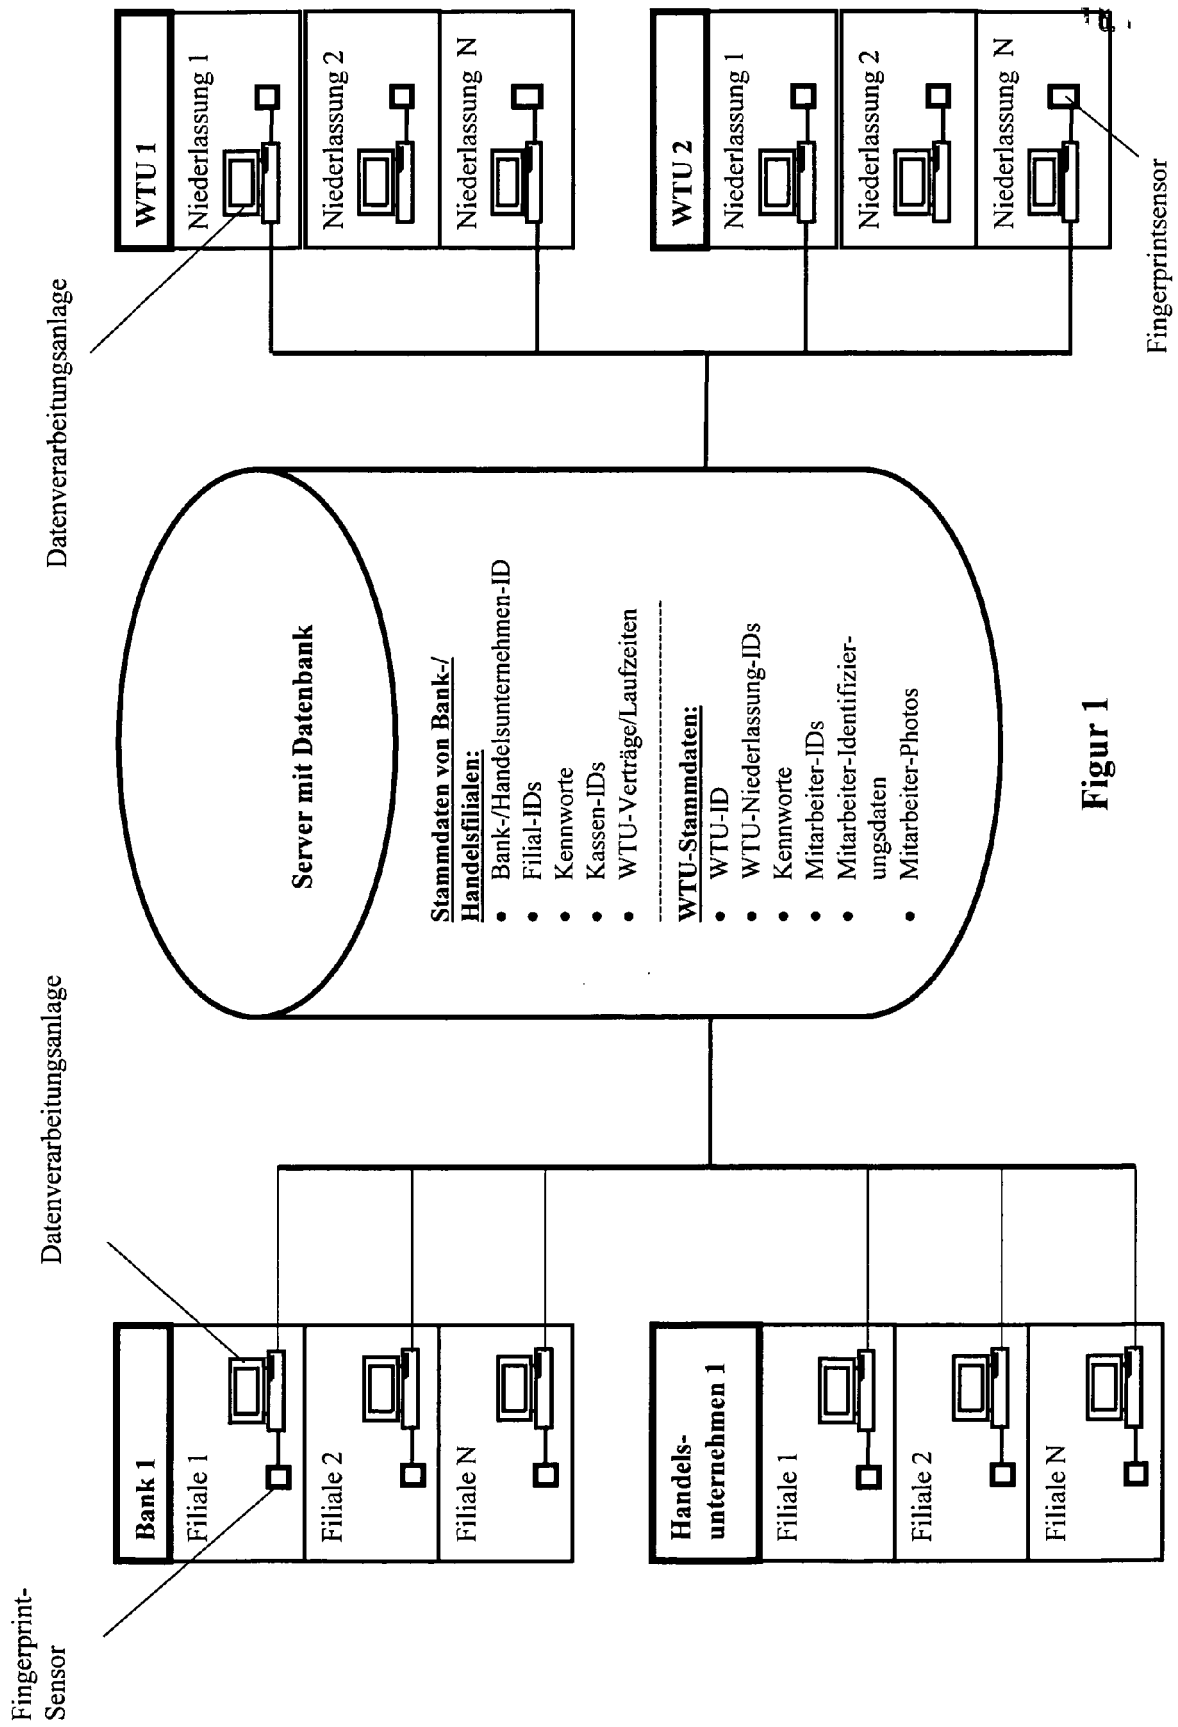 Fingerprint-
Sensor
Datenverarbeitungsanlage
Bank 1
Filiale 1
Filiale 2
Filiale N
Handels-
unternehmen 1
Filiale 1
Filiale 2
Filiale N
Server mit Datenbank
Stammdaten von Bank-/
Handelsfilialen:
• Bank-/Handelsunternehmen-ID
• Filial-IDs
• Kennworte
• Kassen-IDs
• WTU-Verträge/Laufzeiten
WTU-Stammdaten:
• WTU-ID
• WTU-Niederlassung-IDs
• Kennworte
• Mitarbeiter-IDs
• Mitarbeiter-Identifizier-
ungsdaten
• Mitarbeiter-Photos
Datenverarbeitungsanlage
WTU 1
Niederlassung 1
Niederlassung 2
Niederlassung N
WTU 2
Niederlassung 1
Niederlassung 2
Niederlassung N
Fingerprintsensor
Figur 1